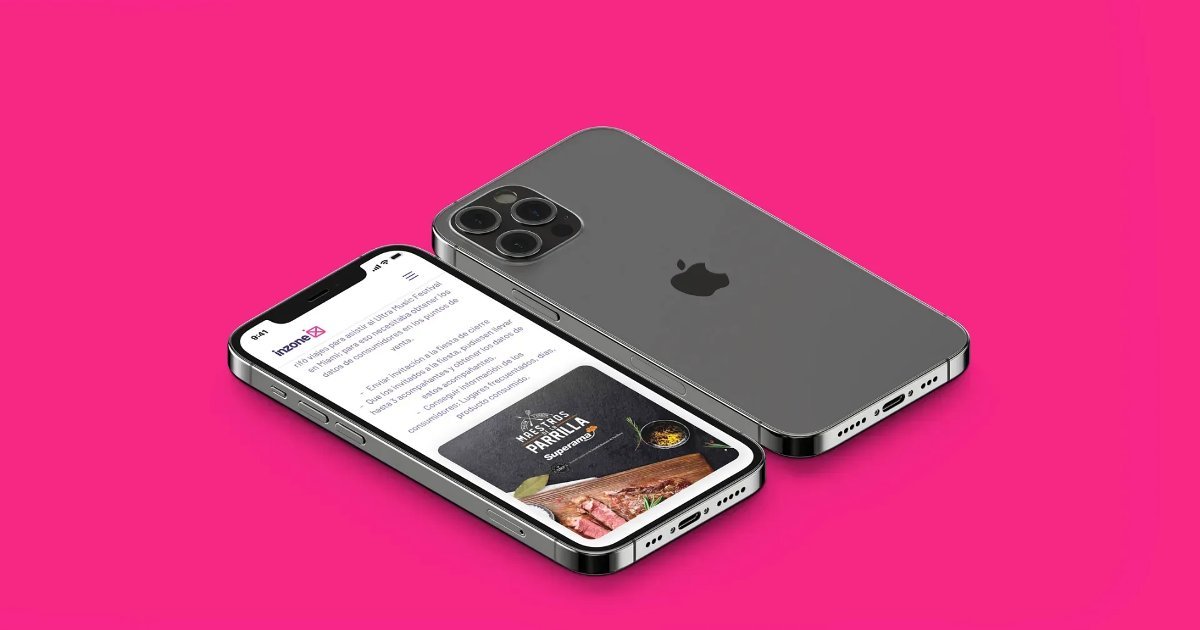 9:41
inzone
rifó viajes para asistir al Ultra Music Festival
en Miami; para eso necesitaba obtener los
datos de consumidores en los puntos de
venta.
- Enviar invitación a la fiesta de cierre
- Que los invitados a la fiesta, pudiesen llevar
hasta 3 acompañantes y obtener los datos de
estos acompañantes.
- Conseguir información de los
consumidores: Lugares frecuentados, días,
producto consumido.
MAESTROS
PARRILLA
Superama